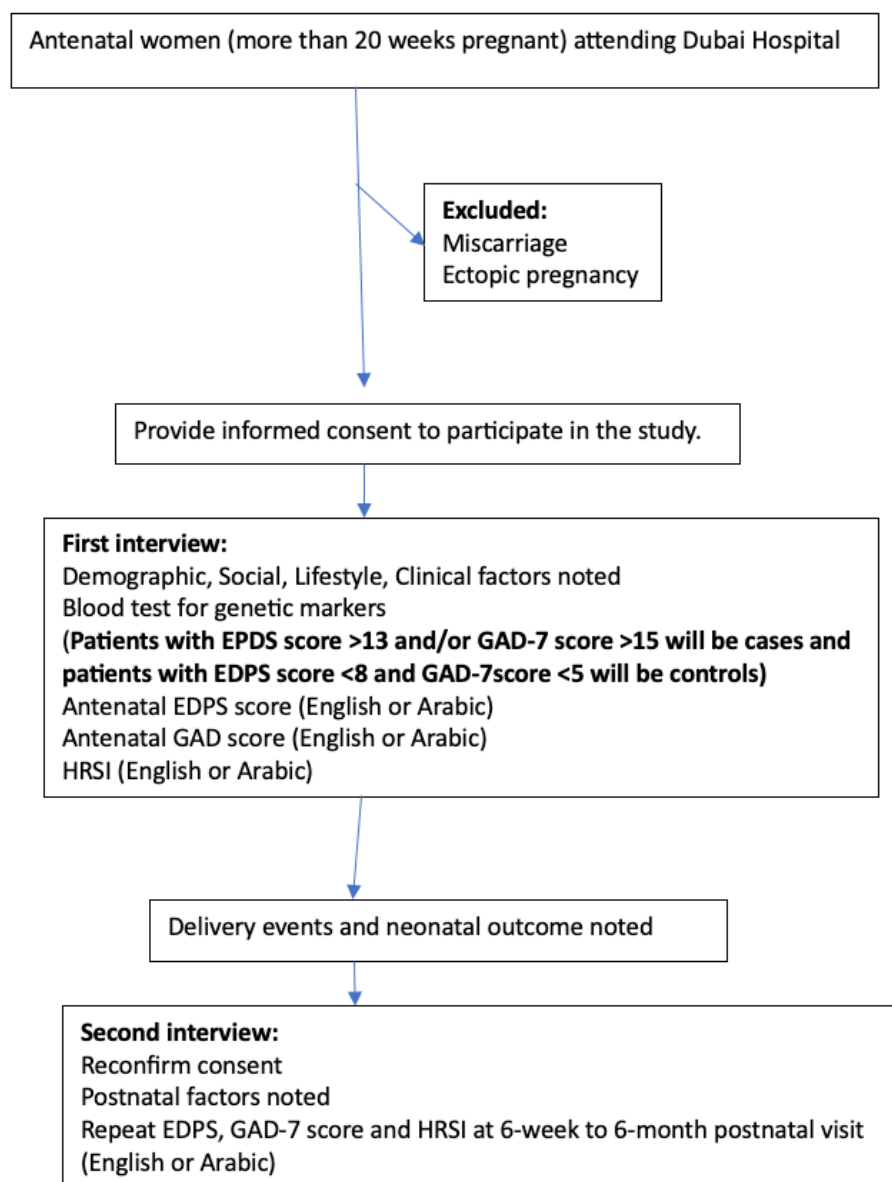 Antenatal women (more than 20 weeks pregnant) attending Dubai Hospital
Excluded:
Miscarriage
Ectopic pregnancy
Provide informed consent to participate in the study.
First interview:
Demographic, Social, Lifestyle, Clinical factors noted
Blood test for genetic markers
(Patients with EPDS score >13 and/or GAD-7 score >15 will be cases and
patients with EDPS score <8 and GAD-7score <5 will be controls)
Antenatal EDPS score (English or Arabic)
Antenatal GAD score (English or Arabic)
HRSI (English or Arabic)
Delivery events and neonatal outcome noted
Second interview:
Reconfirm consent
Postnatal factors noted
Repeat EDPS, GAD-7 score and HRSI at 6-week to 6-month postnatal visit
(English or Arabic)